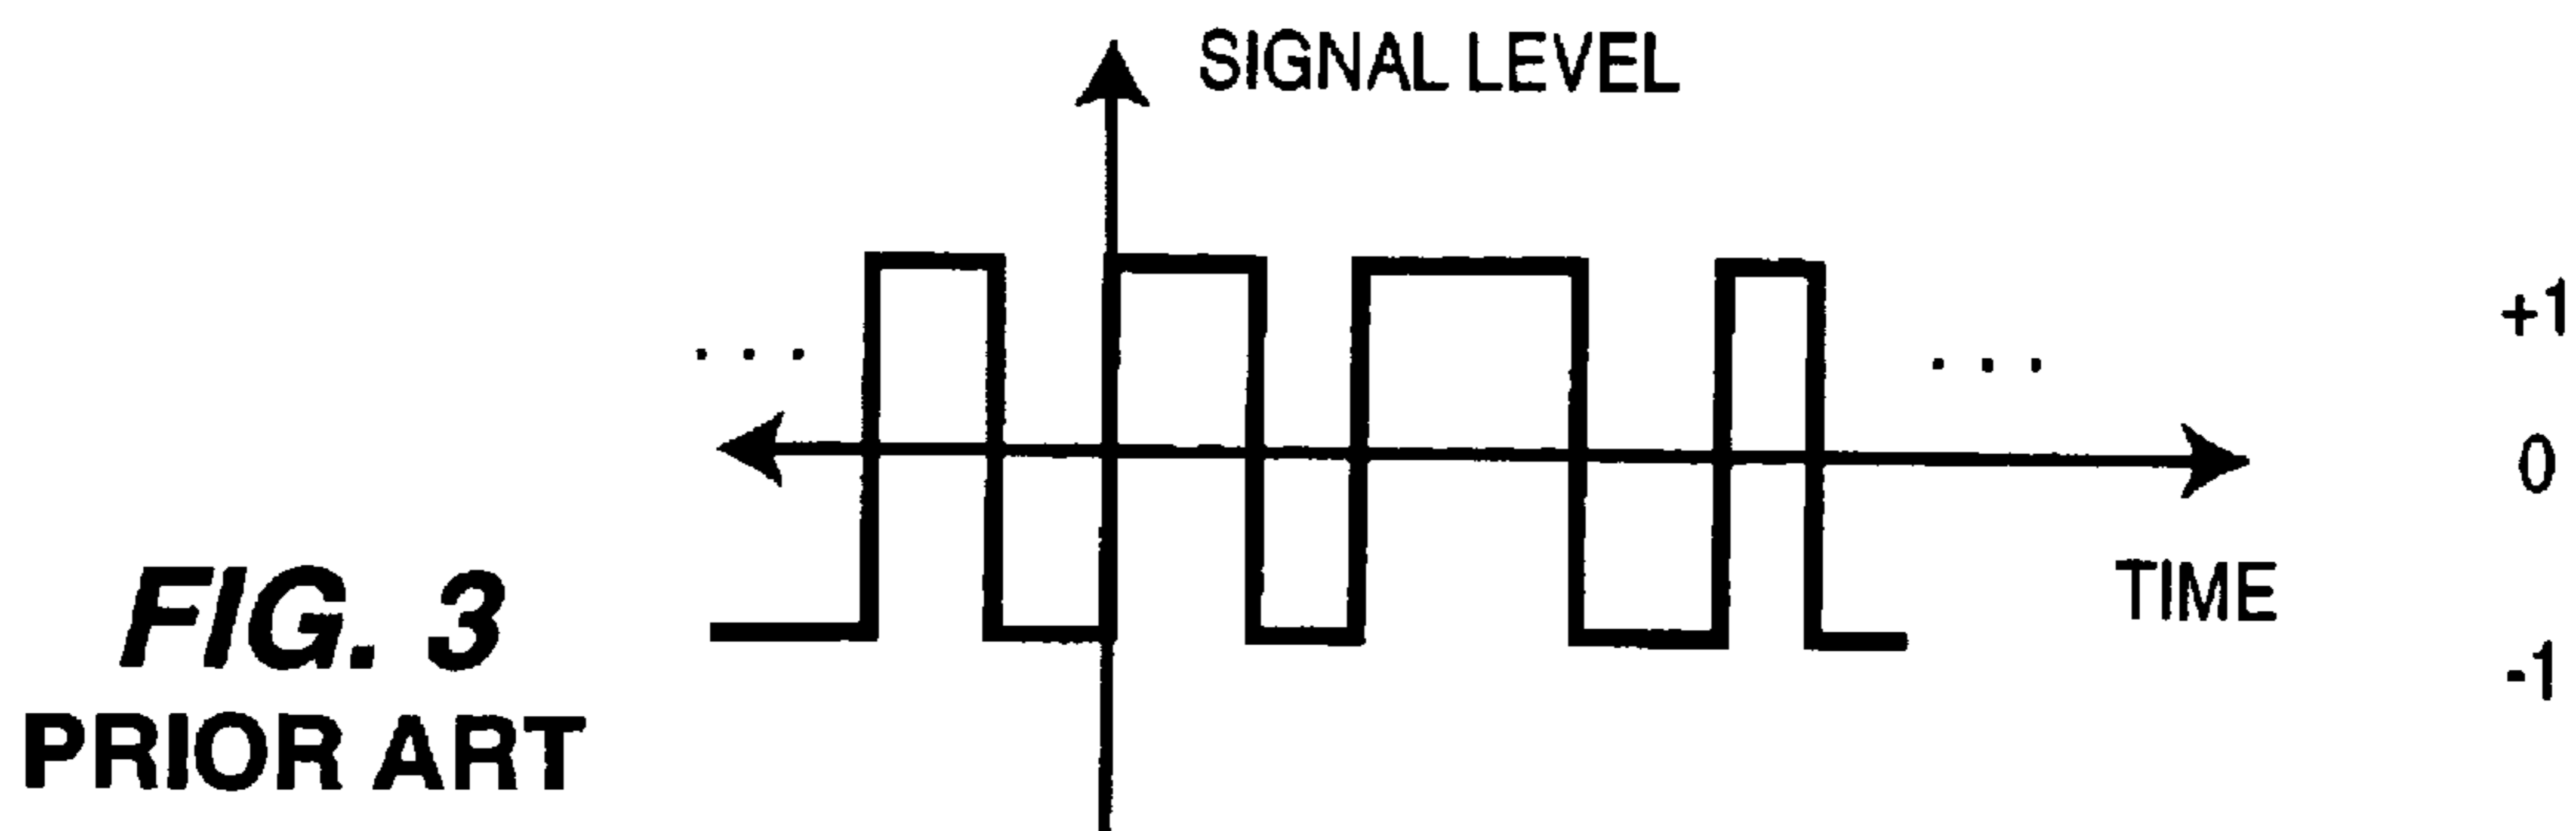 SIGNAL LEVEL
. . .
. . .
+1
0
TIME
-1
FIG. 3
PRIOR ART